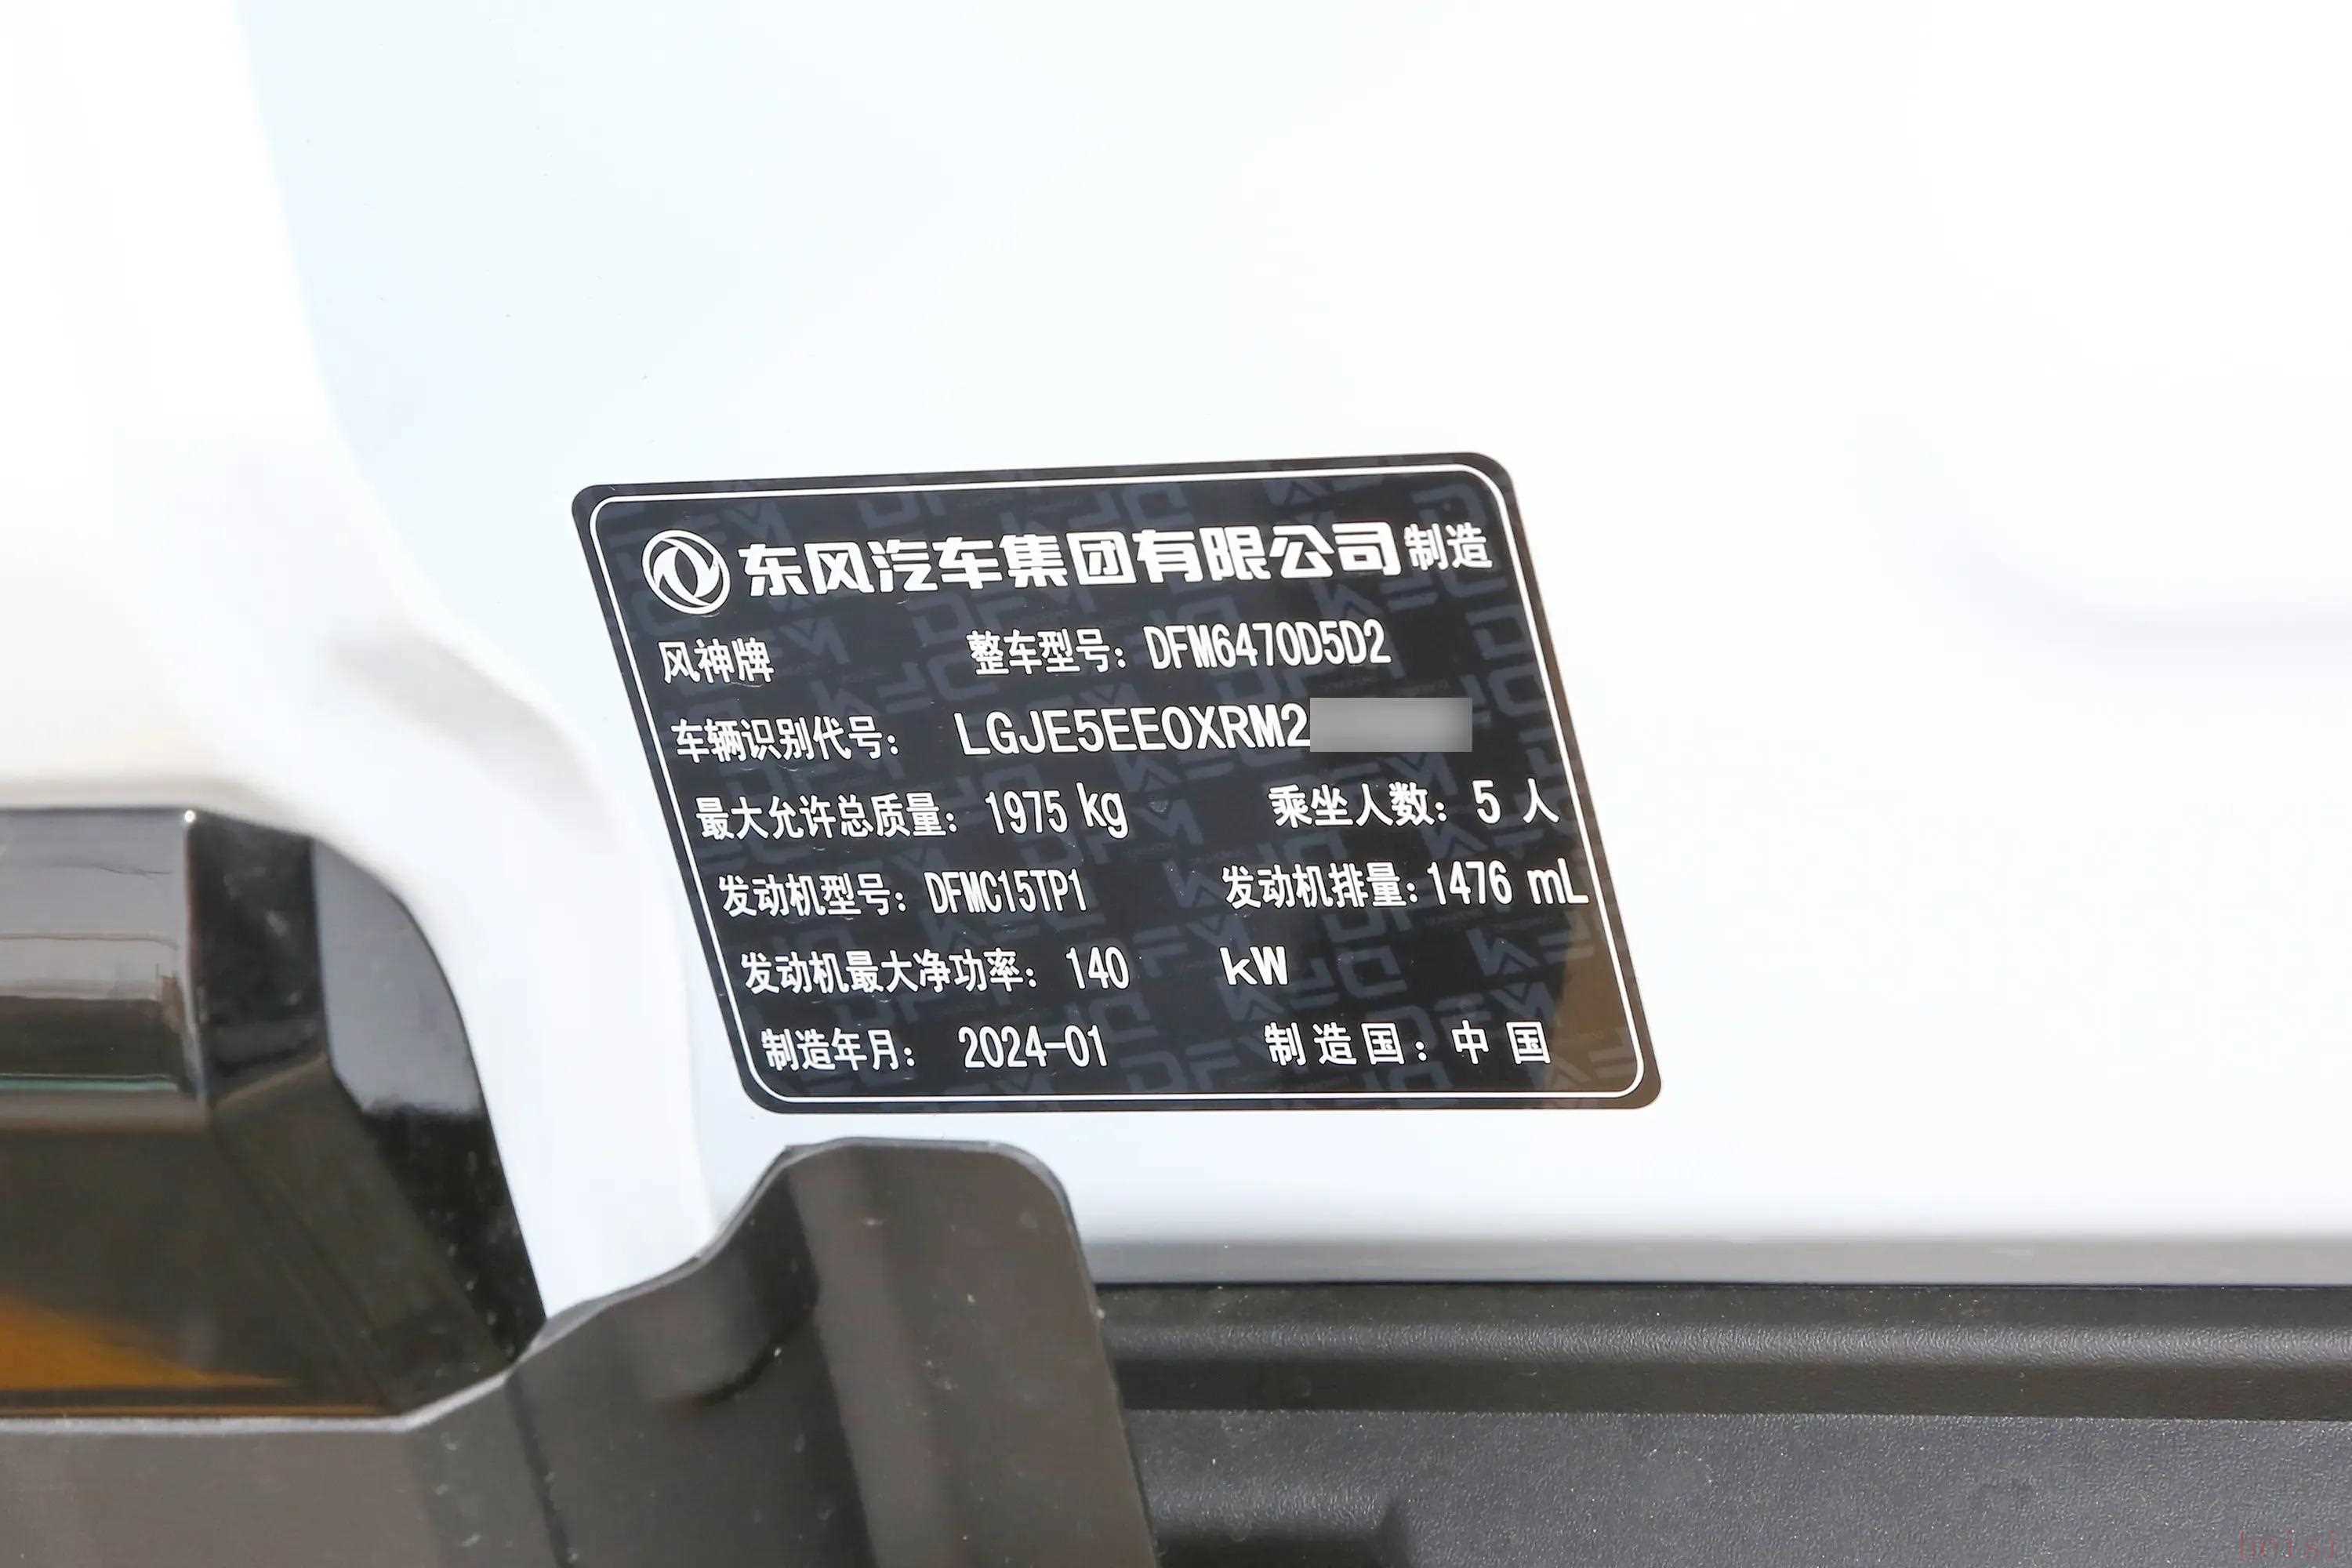 东风汽车集团有限公司制造
风神牌 整车型号：DFM6470D5D2
车辆识别代号： LGJE5EE0XRM2
最大允许总质量： 1975 kg 乘坐人数： 5 人
发动机型号： DFMC15TP1 发动机排量：1476 mL
发动机最大净功率： 140 kW
制造年月： 2024-01 制造国：中国